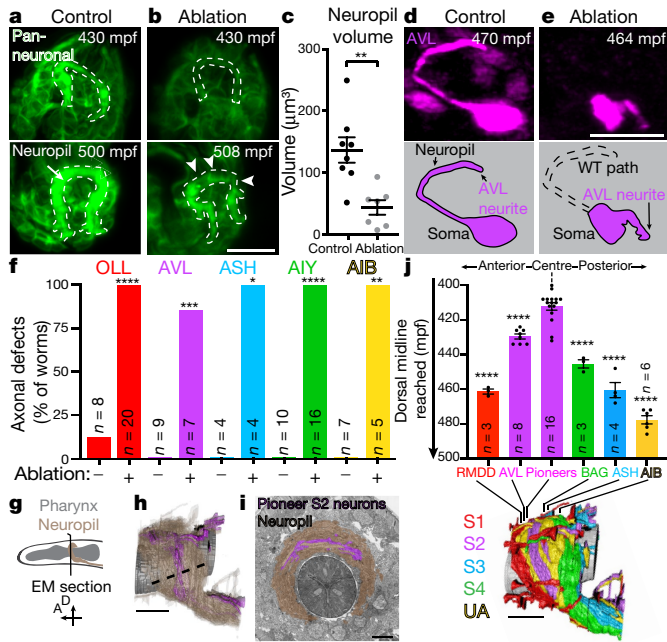 a Control
430 mpf
Pan-
neuronal
Neuropil 500 mpf
b Ablation
430 mpf
508 mpf
c Neuropil
volume
**
Volume (µm³)
300
200
100
0
Control Ablation
d Control
AVL 470 mpf
Neuropil
AVL
neurite
Soma
e Ablation
464 mpf
WT path
AVL neurite
Soma
f
OLL AVL ASH AIY AIB
**** *** * **** **
Axonal defects
(% of worms)
100
75
50
25
0
n = 8 n = 20 n = 9 n = 7 n = 4 n = 4 n = 10 n = 16 n = 7 n = 5
Ablation: – + – + – + – + – +
j
Anterior-Centre-Posterior
Dorsal midline
reached (mpf)
400
420
440
460
480
500
**** **** **** **** ****
n = 3 n = 8 n = 16 n = 3 n = 4 n = 6
RMDD AVL Pioneers BAG ASH AIB
S1
S2
S3
S4
UA
g Pharynx
Neuropil
EM section
D
A
h
i Pioneer S2 neurons
Neuropil